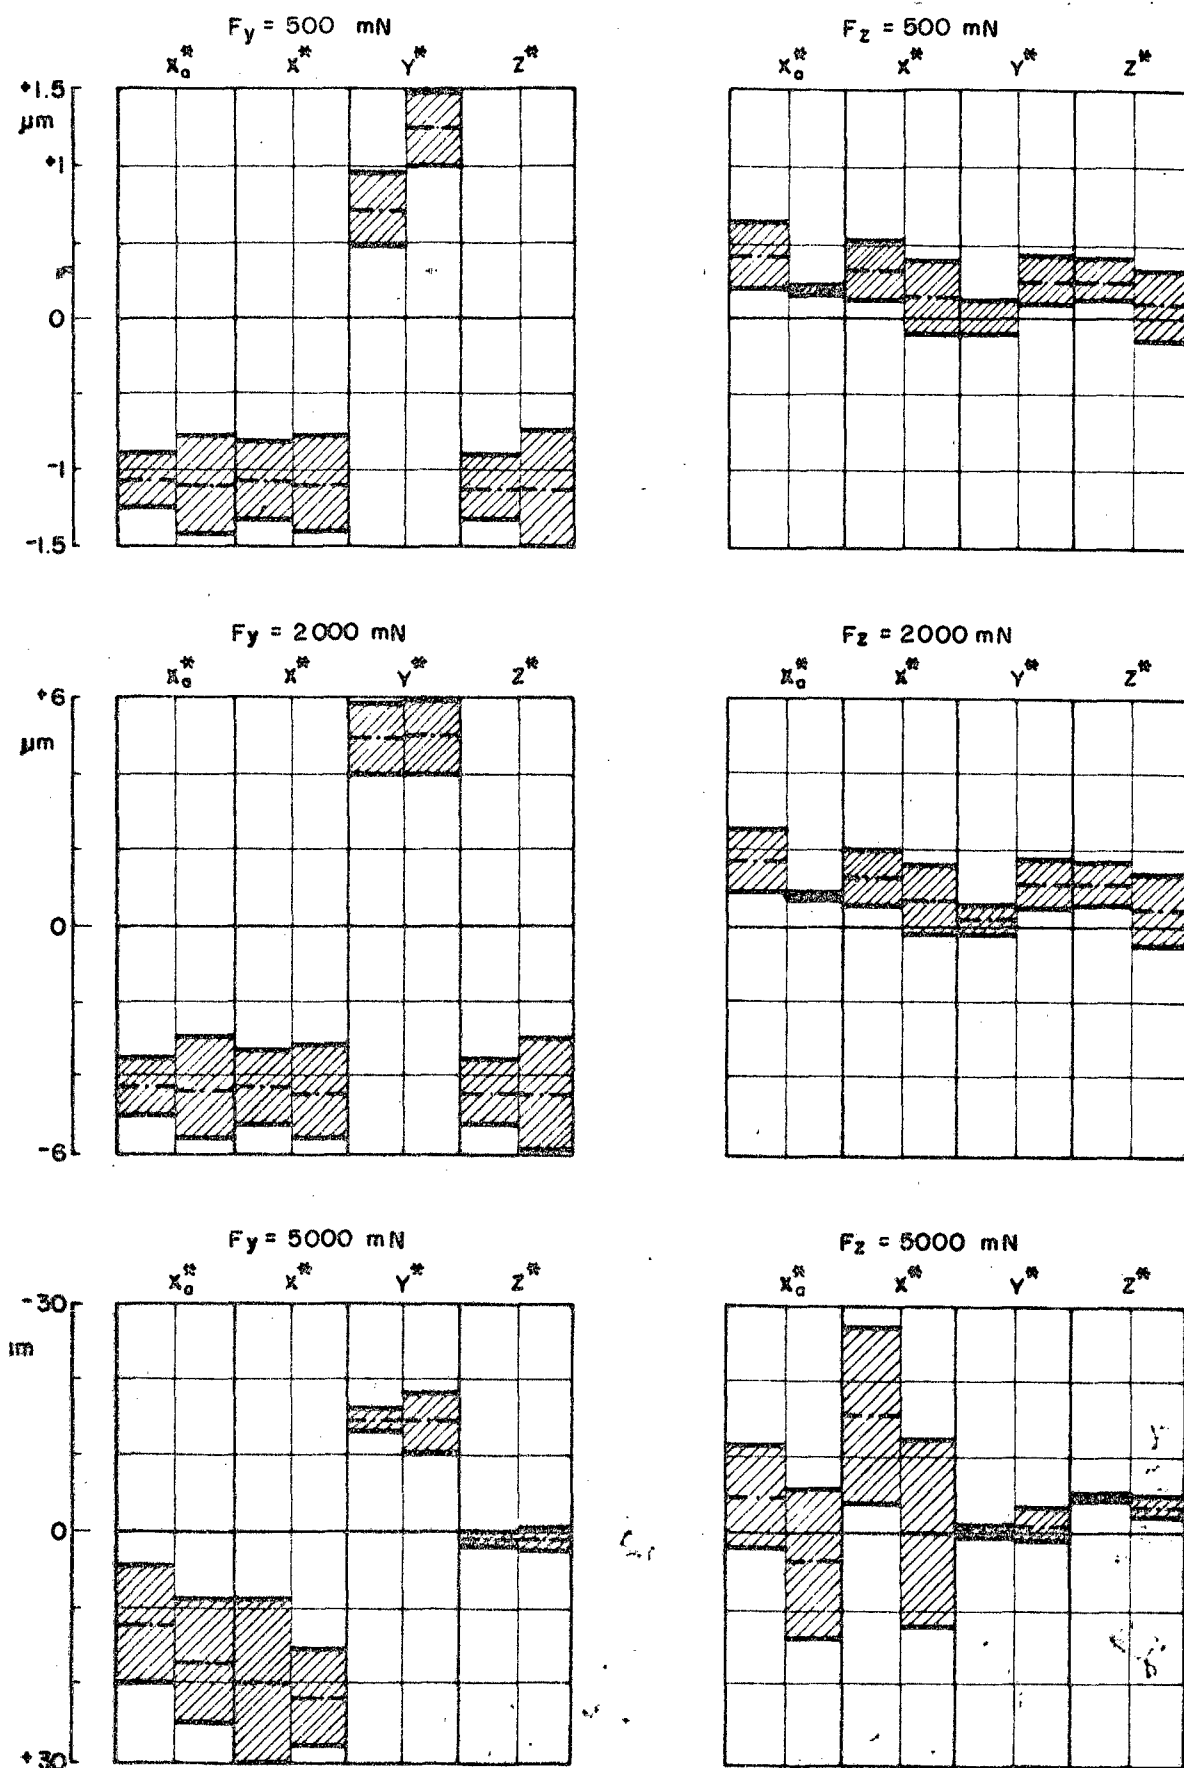 Fy = 500 mN
Xa* X* Y* Z*
+1.5
µm
+1
0
-1
-1.5
Fz = 500 mN
Xa* X* Y* Z*
Fy = 2000 mN
Xa* X* Y* Z*
+6
µm
0
-6
Fz = 2000 mN
Xa* X* Y* Z*
Fy = 5000 mN
Xa* X* Y* Z*
-30
ım
0
+30
Fz = 5000 mN
Xa* X* Y* Z*